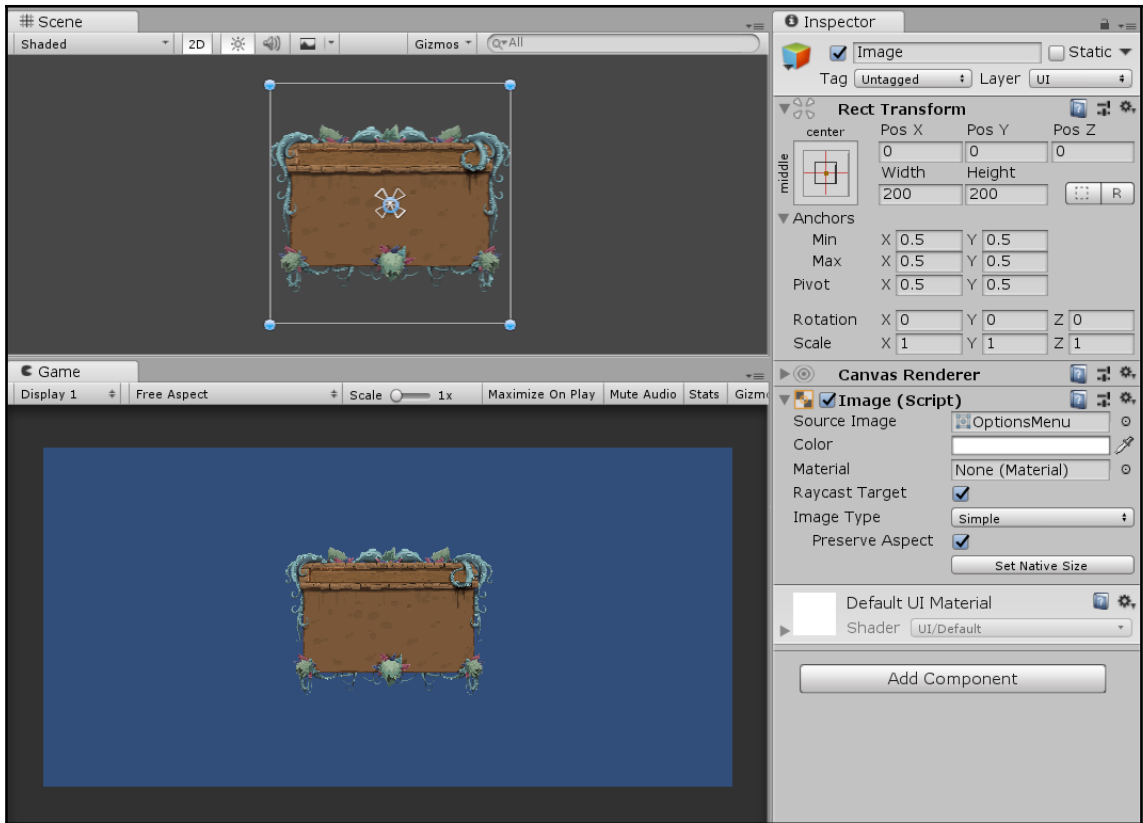 Scene
Shaded 2D Gizmos All
Game
Display 1 Free Aspect Scale 1x Maximize On Play Mute Audio Stats Gizm
Inspector
Image Static
Tag Untagged Layer UI
Rect Transform
center Pos X Pos Y Pos Z
0 0 0
middle
Width Height
200 200 R
Anchors
Min X 0.5 Y 0.5
Max X 0.5 Y 0.5
Pivot X 0.5 Y 0.5
Rotation X 0 Y 0 Z 0
Scale X 1 Y 1 Z 1
Canvas Renderer
Image (Script)
Source Image OptionsMenu
Color
Material None (Material)
Raycast Target
Image Type Simple
Preserve Aspect
Set Native Size
Default UI Material
Shader UI/Default
Add Component